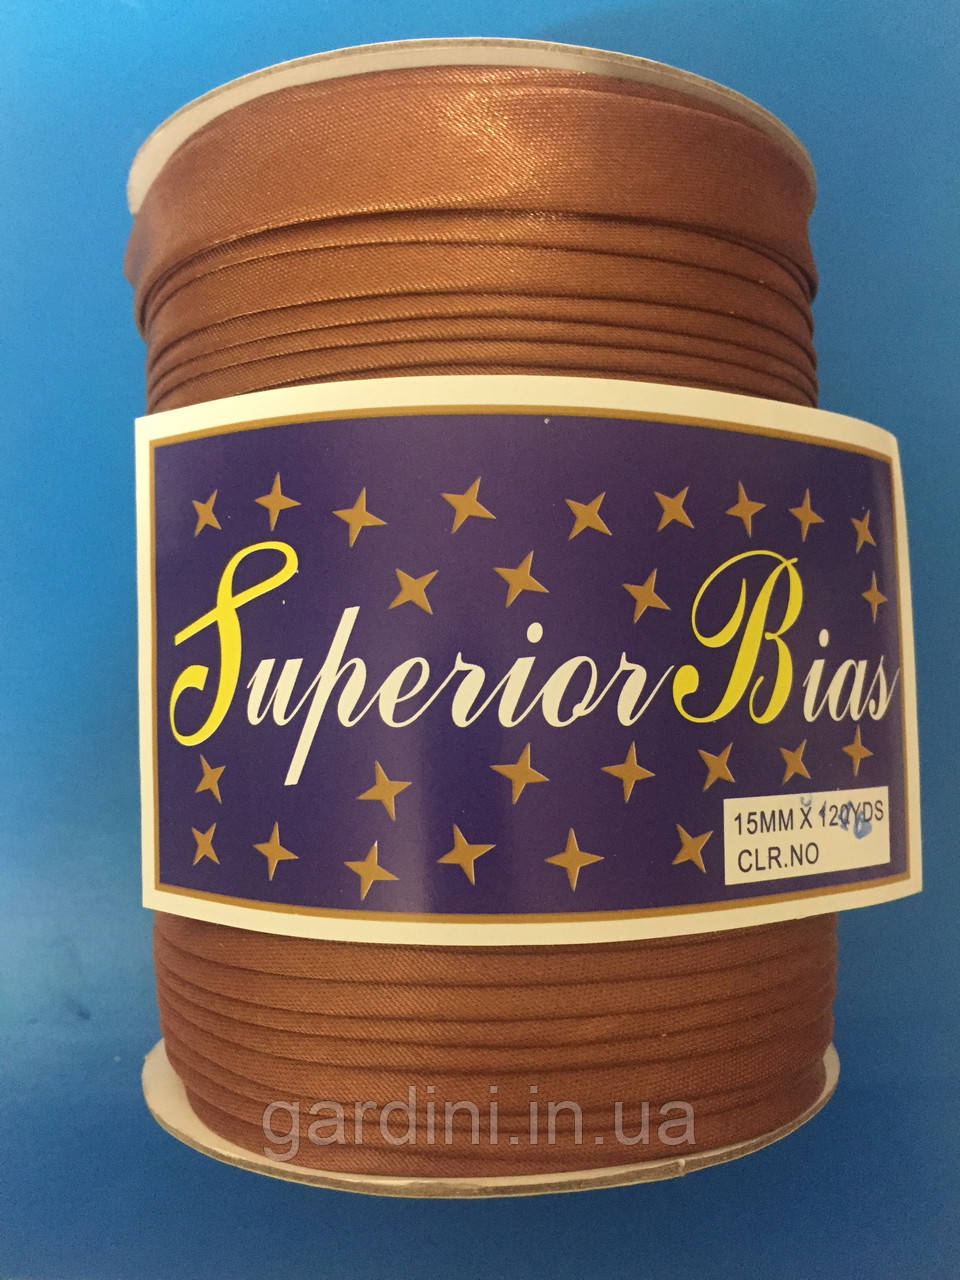 Superior Bias
15MM X 120YDS
CLR.NO
gardini.in.ua